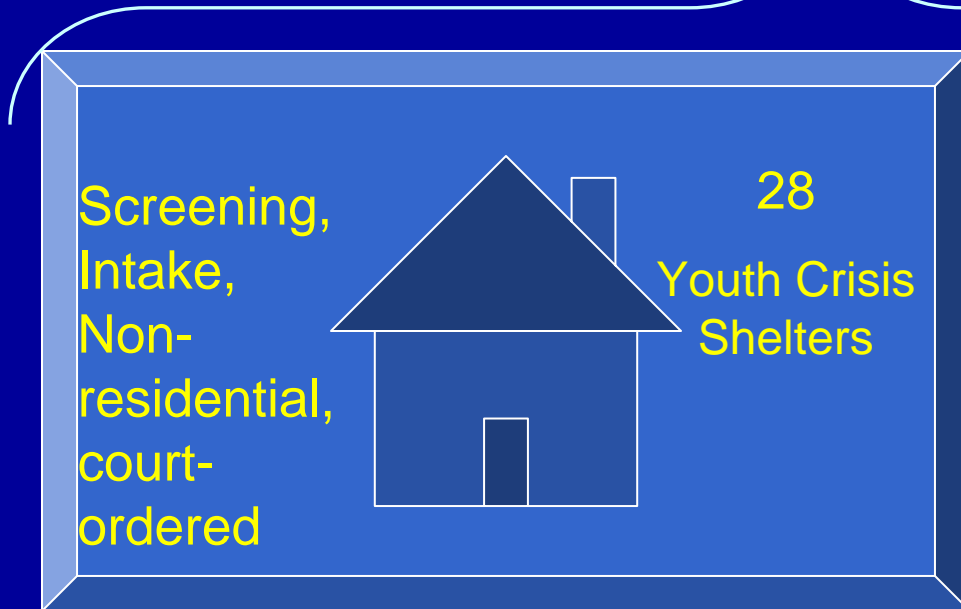 Screening,
Intake,
Non-
residential,
court-
ordered
28
Youth Crisis
Shelters